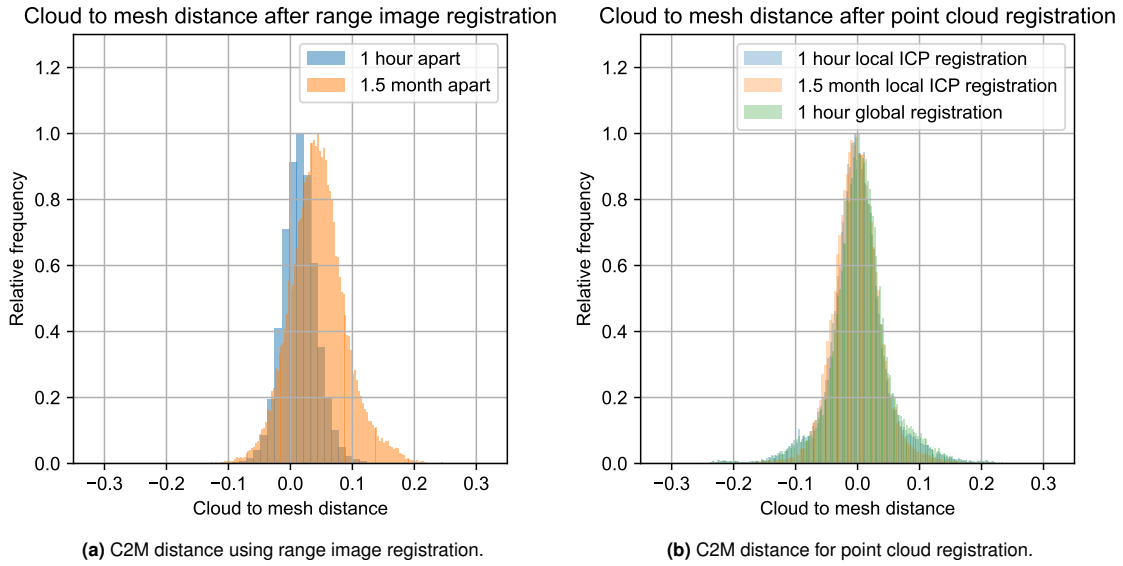 Cloud to mesh distance after range image registration
1 hour apart
1.5 month apart
1.2
1.0
0.8
0.6
0.4
0.2
0.0
Relative frequency
−0.3 −0.2 −0.1 0.0 0.1 0.2 0.3
Cloud to mesh distance
(a) C2M distance using range image registration.
Cloud to mesh distance after point cloud registration
1 hour local ICP registration
1.5 month local ICP registration
1 hour global registration
1.2
1.0
0.8
0.6
0.4
0.2
0.0
Relative frequency
−0.3 −0.2 −0.1 0.0 0.1 0.2 0.3
Cloud to mesh distance
(b) C2M distance for point cloud registration.